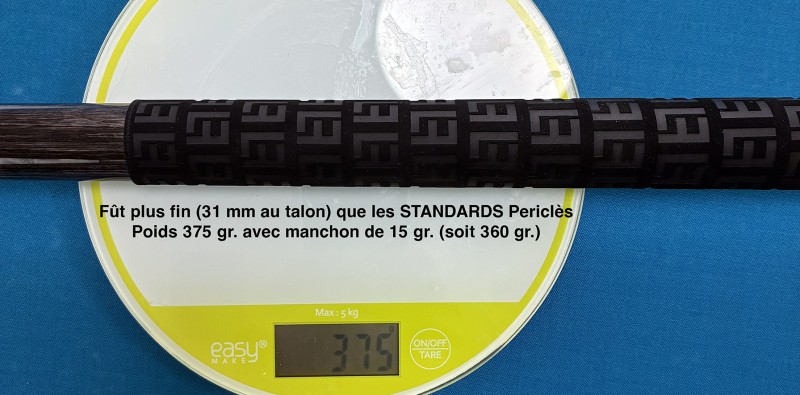 Fût plus fin (31 mm au talon) que les STANDARDS Periclès
Poids 375 gr. avec manchon de 15 gr. (soit 360 gr.)
Max : 5 kg
easy®
MAKE
375
ON/OFF
TARE